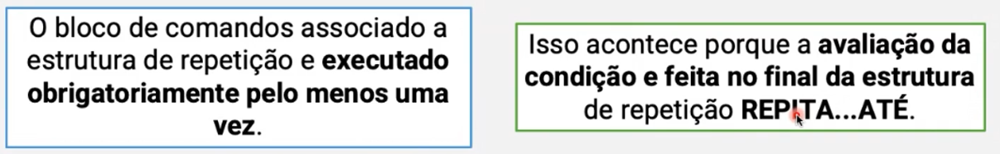 O bloco de comandos associado a
estrutura de repetição e executado
obrigatoriamente pelo menos uma
vez.
Isso acontece porque a avaliação da
condição e feita no final da estrutura
de repetição REPITA...ATÉ.